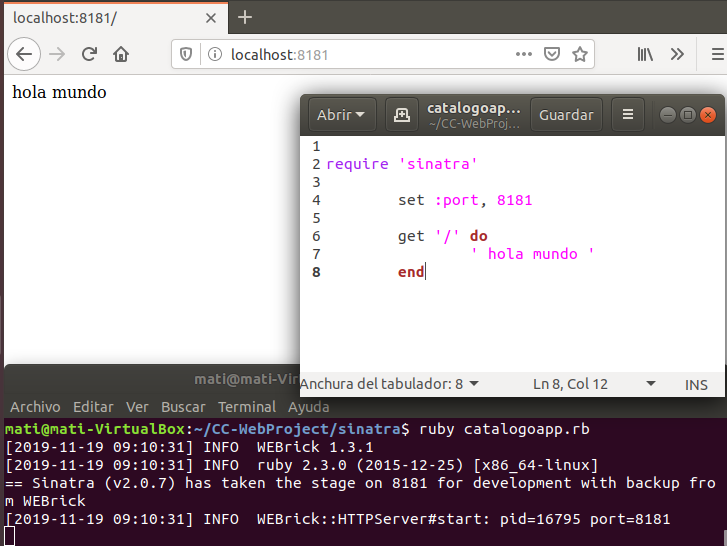 localhost:8181/
localhost:8181
hola mundo
Abrir
catalogoap...
~/CC-WebProj...
Guardar
1
2 require 'sinatra'
3
4 set :port, 8181
5
6 get '/' do
7 ' hola mundo '
8 end
Anchura del tabulador: 8 Ln 8, Col 12 INS
mati@mati-Vir
Archivo Editar Ver Buscar Terminal Ayuda
mati@mati-VirtualBox:~/CC-WebProject/sinatra$ ruby catalogoapp.rb
[2019-11-19 09:10:31] INFO  WEBrick 1.3.1
[2019-11-19 09:10:31] INFO  ruby 2.3.0 (2015-12-25) [x86_64-linux]
== Sinatra (v2.0.7) has taken the stage on 8181 for development with backup fro
m WEBrick
[2019-11-19 09:10:31] INFO  WEBrick::HTTPServer#start: pid=16795 port=8181